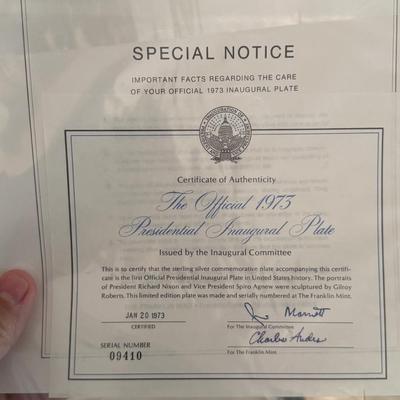 SPECIAL NOTICE
IMPORTANT FACTS REGARDING THE CARE
OF YOUR OFFICIAL 1973 INAUGURAL PLATE
Certificate of Authenticity
The Official 1973
Presidential Inaugural Plate
Issued by the Inaugural Committee
This is to certify that the sterling silver commemorative plate accompanying this certifi-
cate is the first Official Presidential Inaugural Plate in United States history. The portraits
of President Richard Nixon and Vice President Spiro Agnew were sculptured by Gilroy
Roberts. This limited edition plate was made and serially numbered at The Franklin Mint.
JAN 20 1973
CERTIFIED
For The Inaugural Committee
SERIAL NUMBER
09410
Charles Andes
For The Franklin Mint